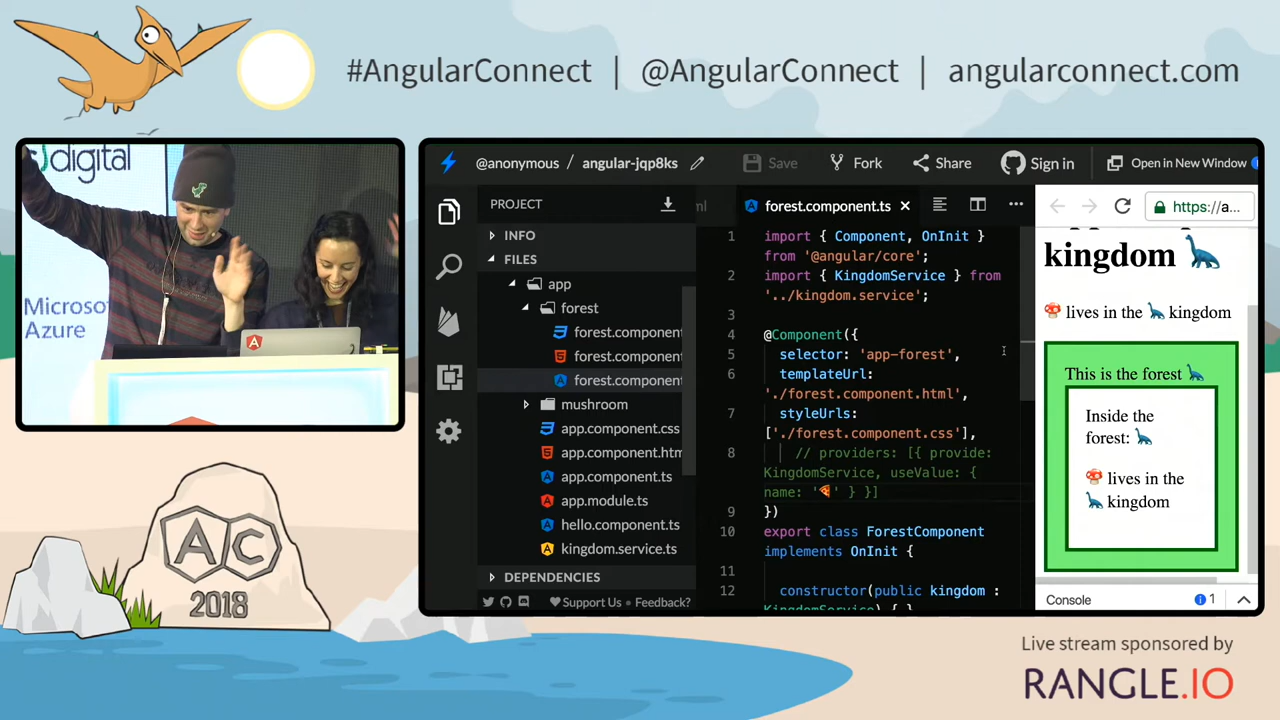 #AngularConnect | @AngularConnect | angularconnect.com
digital
Microso
Azure
AC
2018
@anonymous / angular-jqp8ks
Save
Fork
Share
Sign in
Open in New Window
PROJECT
INFO
FILES
app
forest
forest.component
forest.component
forest.component
mushroom
app.component.css
app.component.htm
app.component.ts
app.module.ts
hello.component.ts
kingdom.service.ts
DEPENDENCIES
Support Us • Feedback?
ml
forest.component.ts
1 import { Component, OnInit }
from '@angular/core';
2 import { KingdomService } from
'../kingdom.service';
3
4 @Component({
5 selector: 'app-forest',
6 templateUrl:
'./forest.component.html',
7 styleUrls:
['./forest.component.css'],
8 // providers: [{ provide:
KingdomService, useValue: {
name: '🍕' } }]
9 })
10 export class ForestComponent
implements OnInit {
11
12 constructor(public kingdom :
KingdomService) { }
https://a...
kingdom 🦕
🍄 lives in the 🦕 kingdom
This is the forest 🦕
Inside the
forest: 🦕
🍄 lives in the
🦕 kingdom
Console
1
Live stream sponsored by
RANGLE.IO